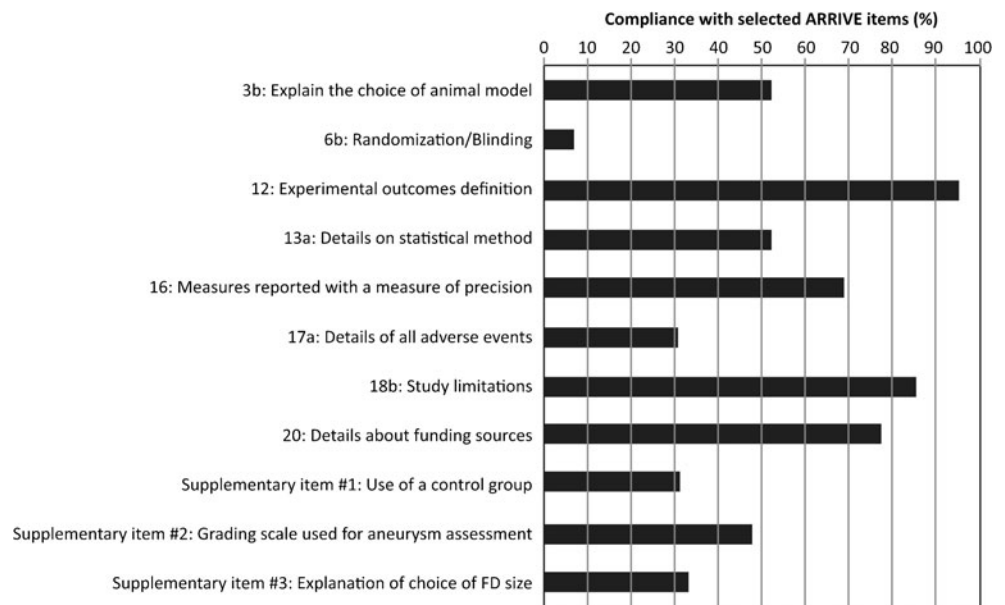 Compliance with selected ARRIVE items (%)
0 10 20 30 40 50 60 70 80 90 100
3b: Explain the choice of animal model
6b: Randomization/Blinding
12: Experimental outcomes definition
13a: Details on statistical method
16: Measures reported with a measure of precision
17a: Details of all adverse events
18b: Study limitations
20: Details about funding sources
Supplementary item #1: Use of a control group
Supplementary item #2: Grading scale used for aneurysm assessment
Supplementary item #3: Explanation of choice of FD size